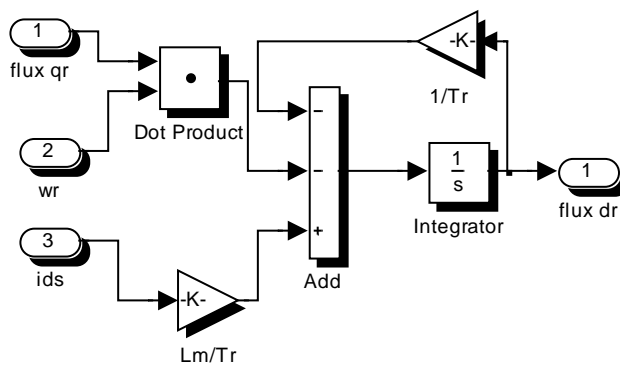 1
flux qr
Dot Product
2
wr
3
ids
-K-
Lm/Tr
-K-
1/Tr
−
−
+
Add
1
s
Integrator
1
flux dr